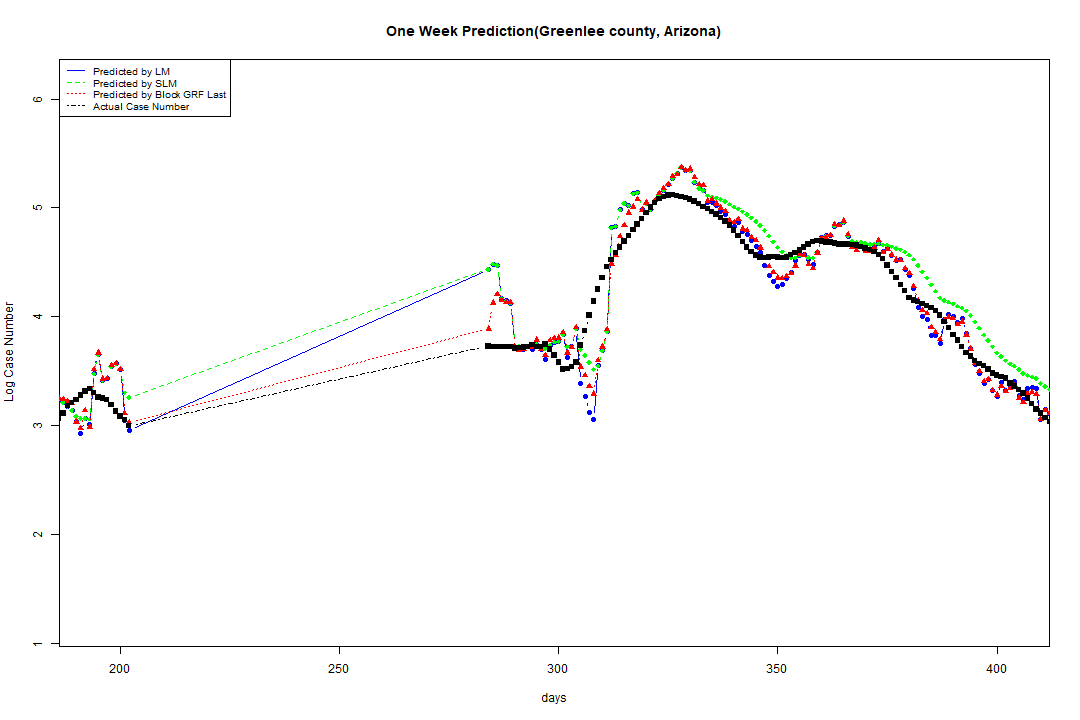 One Week Prediction(Greenlee county, Arizona)
Predicted by LM
Predicted by SLM
Predicted by Block GRF Last
Actual Case Number
Log Case Number
6
5
4
3
2
1
200 250 300 350 400
days